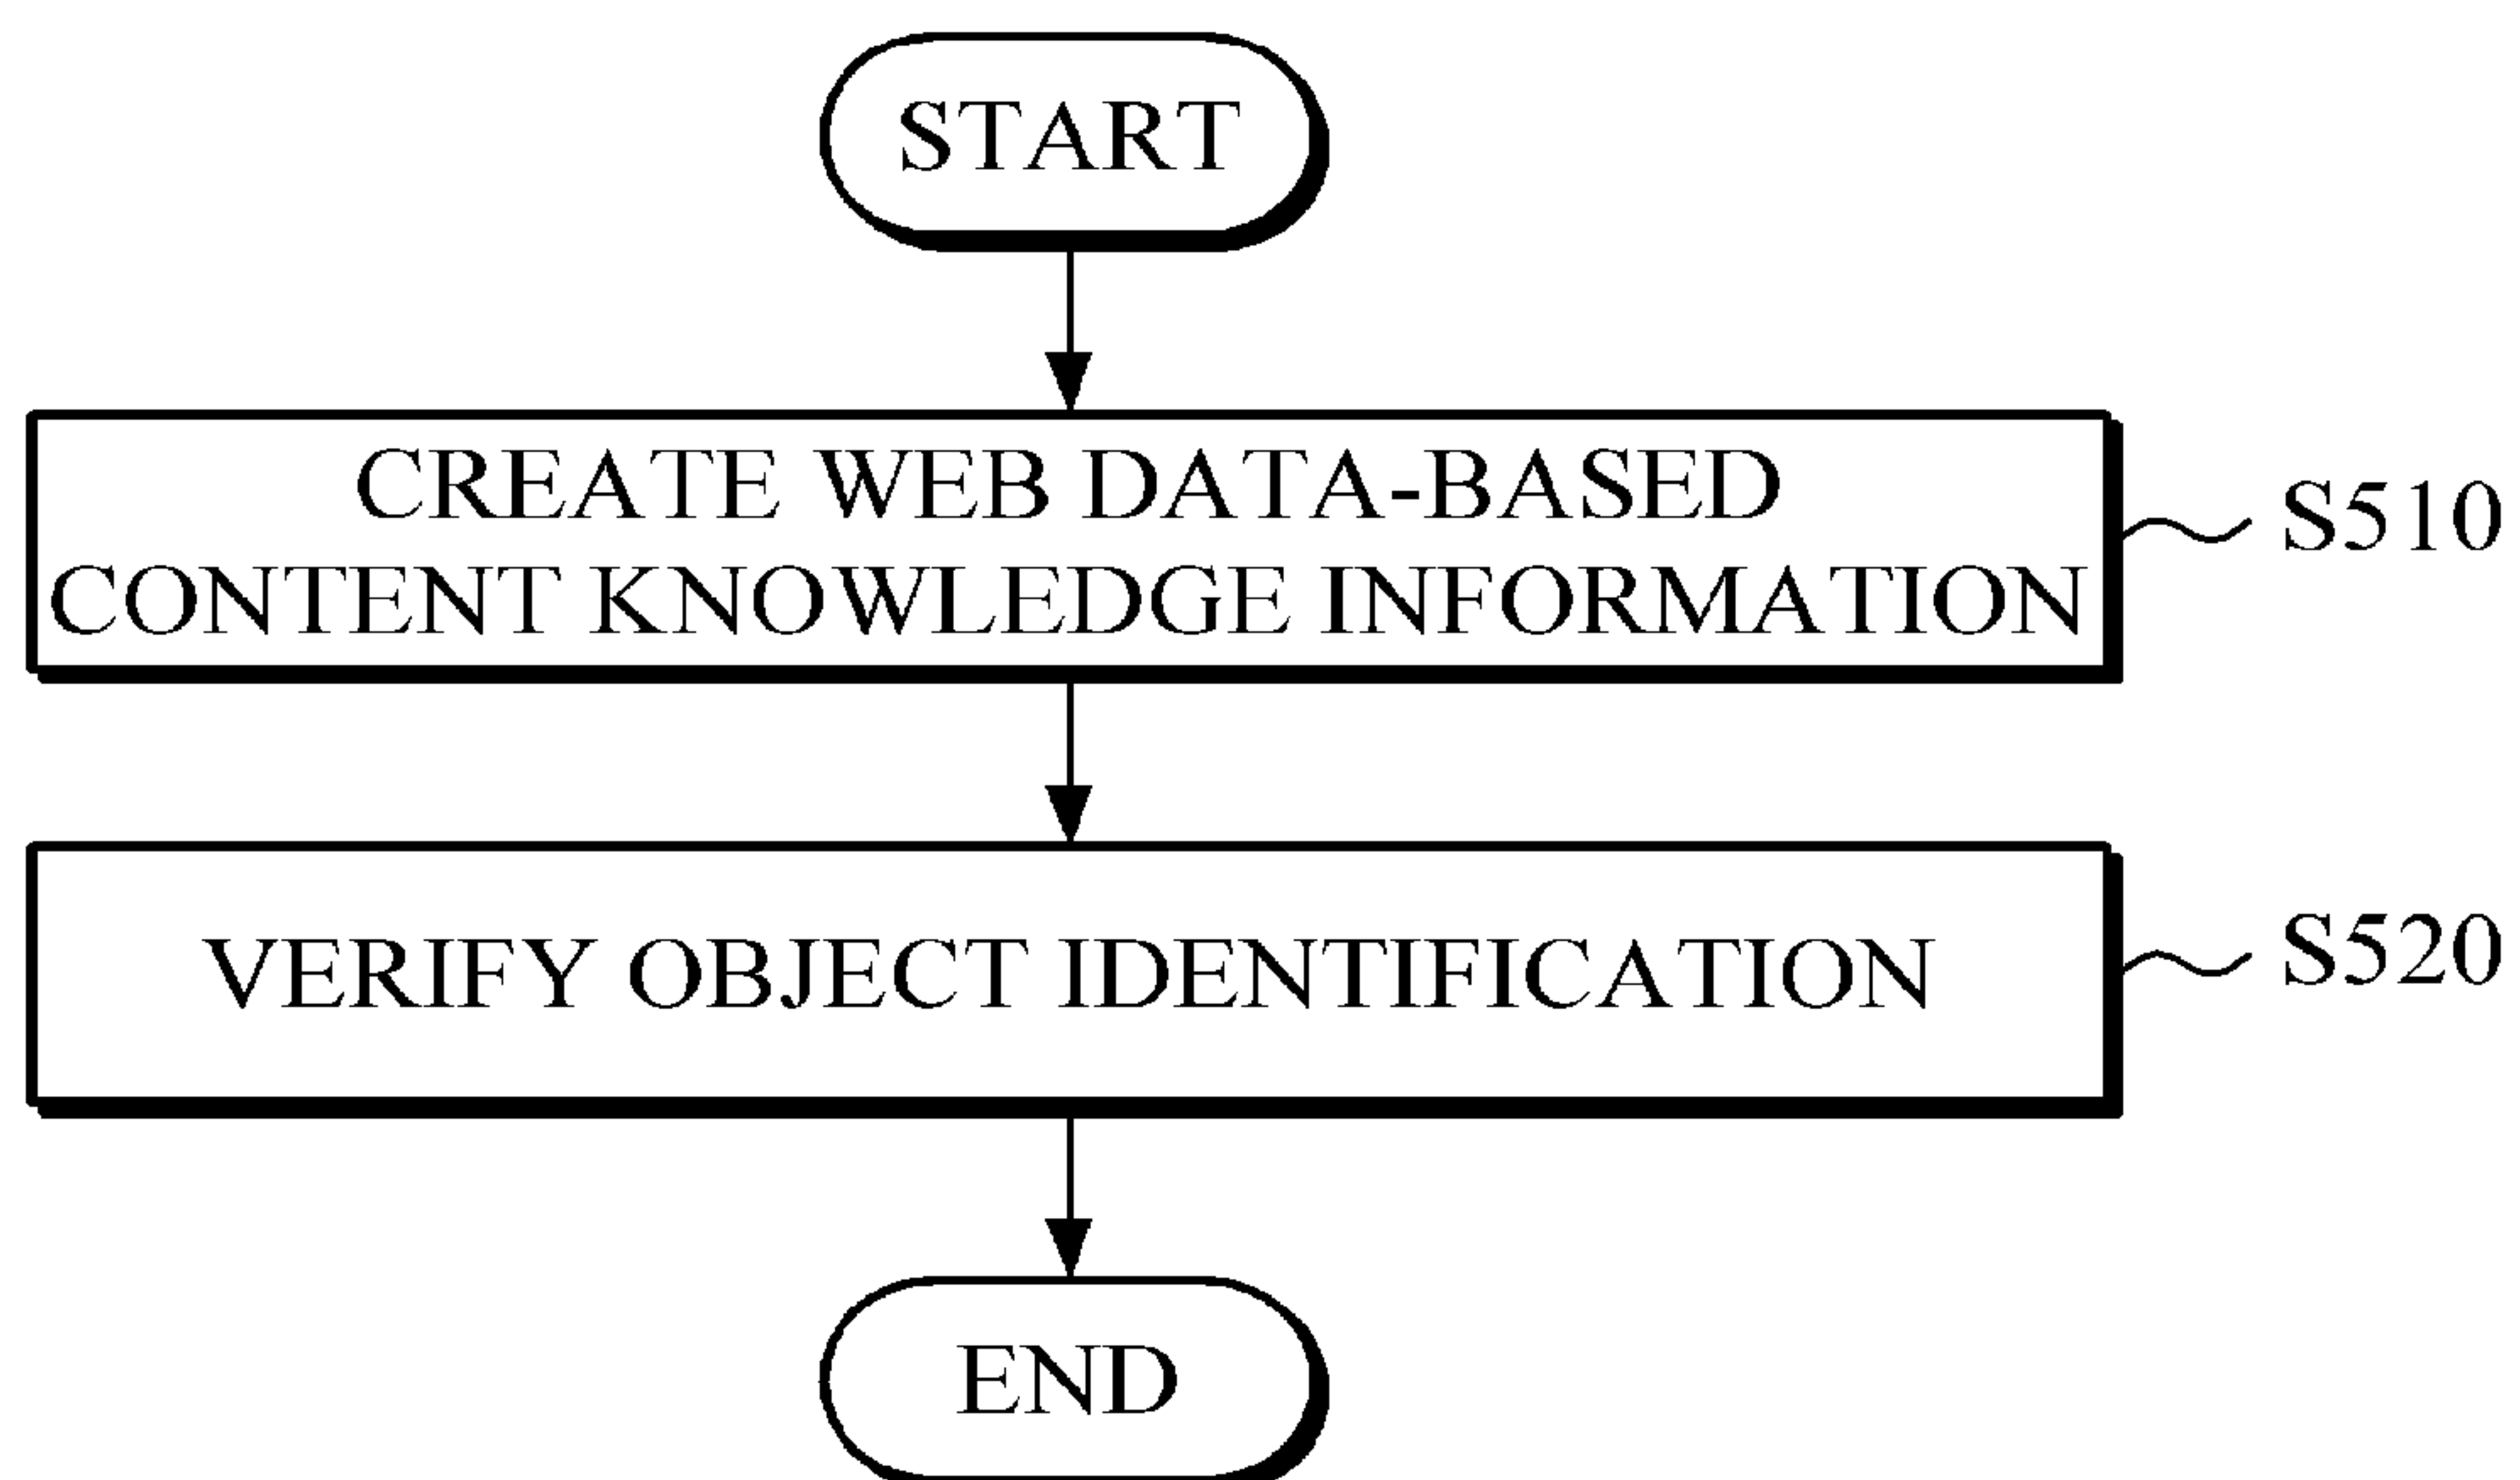 START
CREATE WEB DATA-BASED
CONTENT KNOWLEDGE INFORMATION
S510
VERIFY OBJECT IDENTIFICATION
S520
END